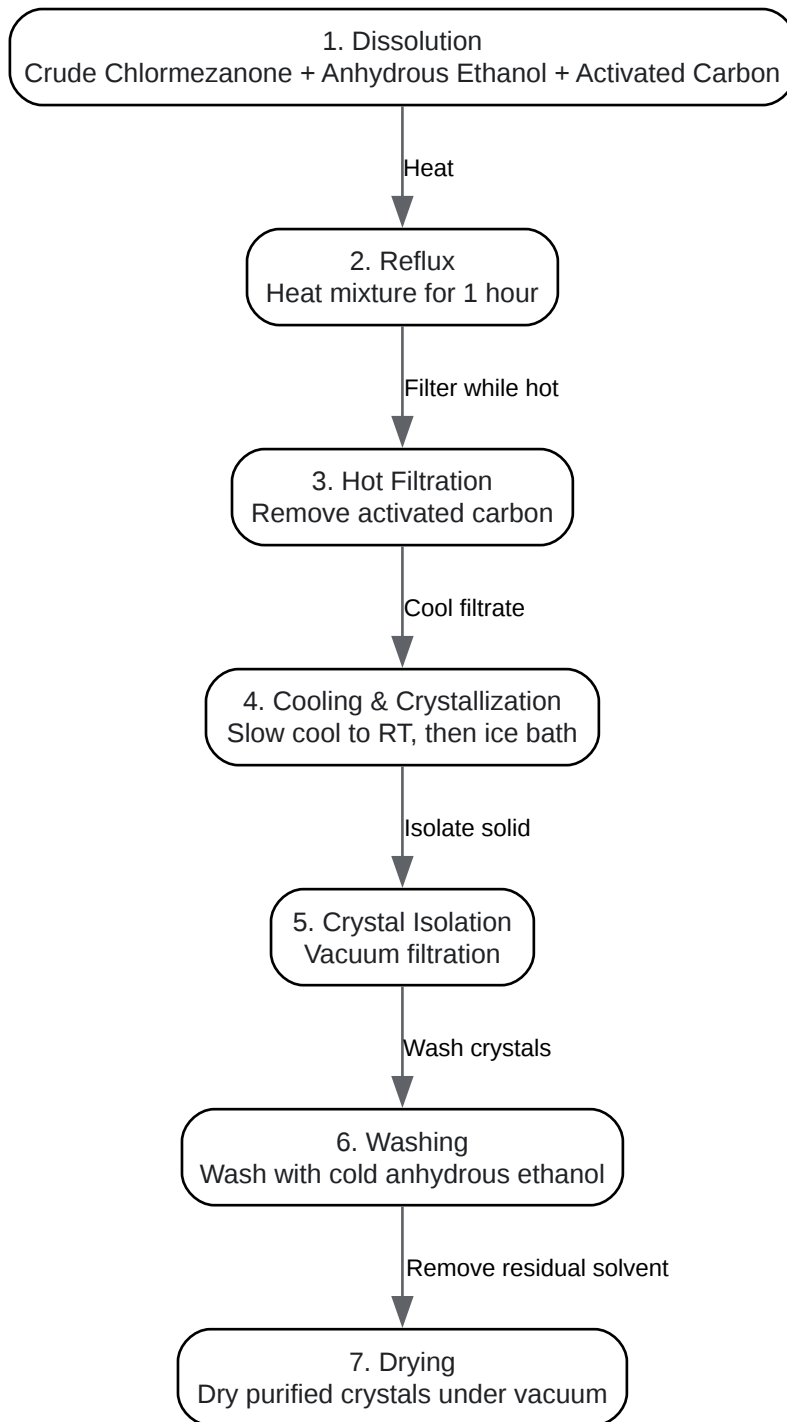 1. Dissolution
Crude Chlormezanone + Anhydrous Ethanol + Activated Carbon
Heat
2. Reflux
Heat mixture for 1 hour
Filter while hot
3. Hot Filtration
Remove activated carbon
Cool filtrate
4. Cooling & Crystallization
Slow cool to RT, then ice bath
Isolate solid
5. Crystal Isolation
Vacuum filtration
Wash crystals
6. Washing
Wash with cold anhydrous ethanol
Remove residual solvent
7. Drying
Dry purified crystals under vacuum